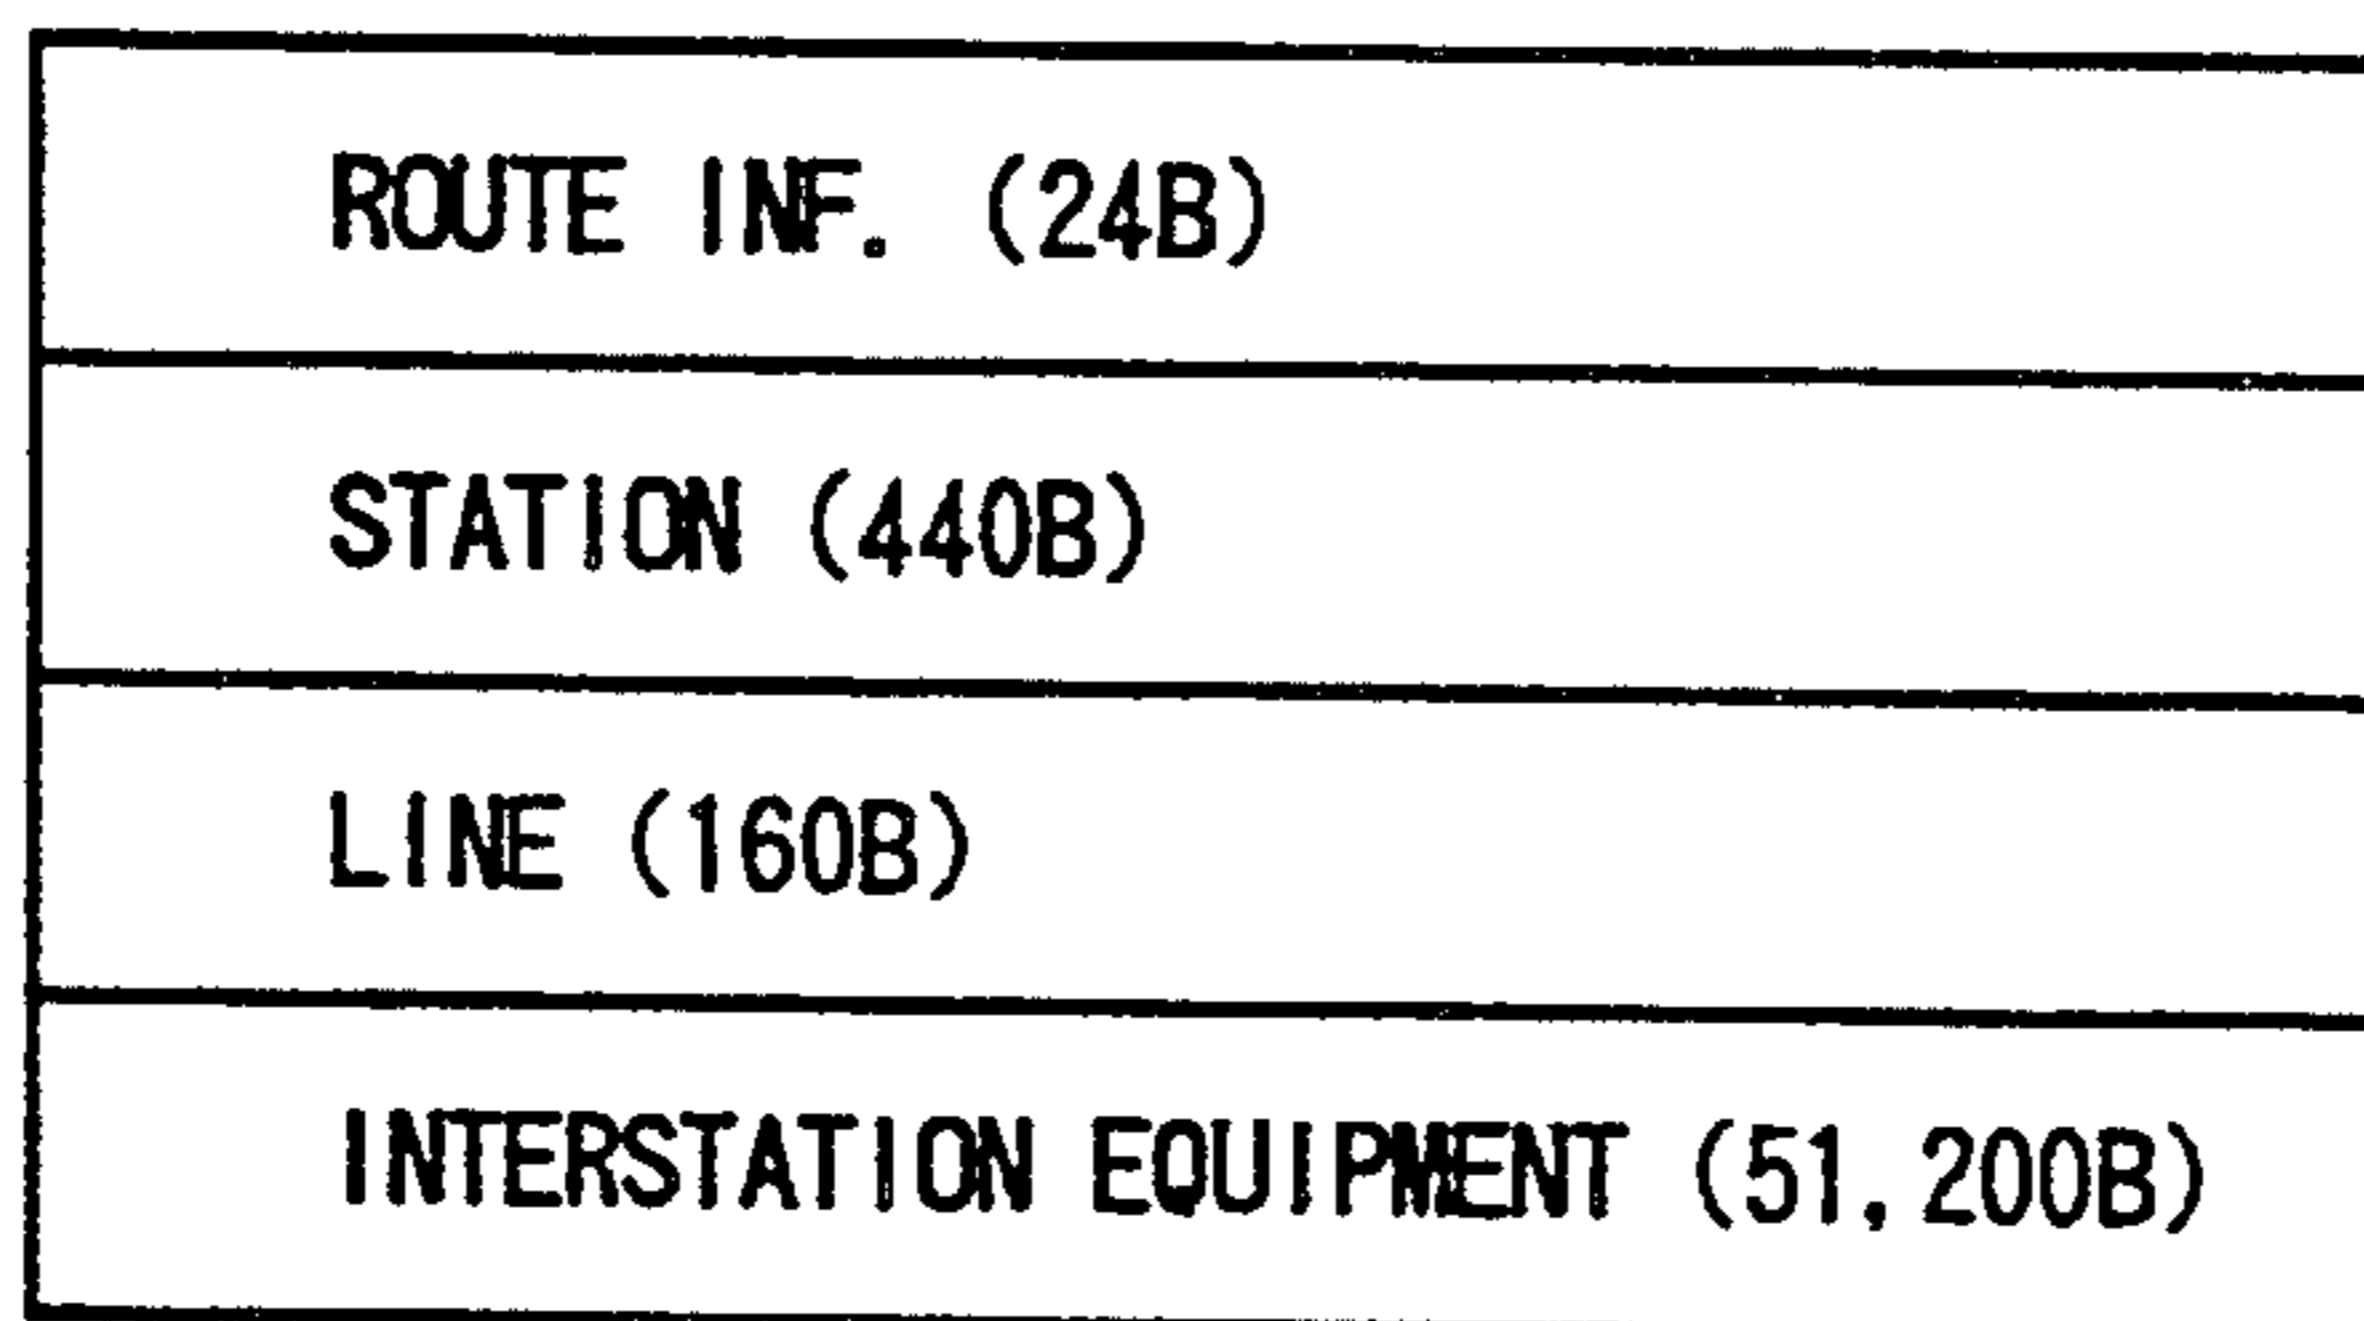 ROUTE INF. (24B)
STATION (440B)
LINE (160B)
INTERSTATION EQUIPMENT (51,200B)